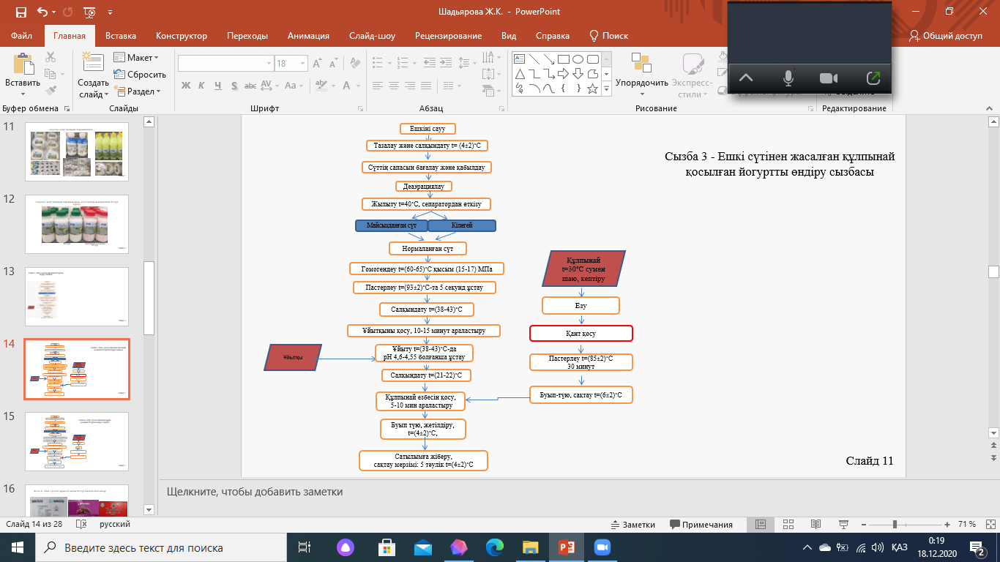 Шадьярова Ж.К. - PowerPoint
Файл
Главная
Вставка
Конструктор
Переходы
Анимация
Слайд-шоу
Рецензирование
Вид
Справка
Поиск
Общий доступ
Вставить
Буфер обмена
Создать слайд
Макет
Сбросить
Раздел
Слайды
18
Ж К Ч S abc AV Aa
Шрифт
Абзац
Упорядочить
Экспресс-стили
Рисование
Редактирование
11
12
13
14
15
16
Ешкіні сауу
Тазалау және салқындату t= (4±2)°С
Сүттің сапасын бағалау және қабылдау
Деаэрациялау
Жылыту t=40°С, сепаратордан өткізу
Майсызданған сүт
Кілегей
Нормаланған сүт
Гомогендеу t=(60-65)°С қысым (15-17) МПа
Пастерлеу t=(93±2)°С-та 5 секунд ұстау
Салқындату t=(38-43)°С
Ұйытқыны қосу, 10-15 минут араластыру
Ұйытқы
Ұйыту t=(38-43)°С-да
рН 4,6-4,55 болғанша ұстау
Салқындату t=(21-22)°С
Құлпынай езбесін қосу,
5-10 мин араластыру
Буып тую, жетілдіру,
t=(4±2)°С,
Сатылымға жіберу,
сақтау мерзімі: 5 теулік t=(4±2)°С
Құлпынай
t=30°С сумен
шаю, кептіру
Езу
Қант қосу
Пастерлеу t=(85±2)°С
30 минут
Буып-тую, сақтау t=(6±2)°С
Сызба 3 - Ешкі сүтінен жасалған құлпынай
қосылған йогуртты өндіру сызбасы
Слайд 11
Щелкните, чтобы добавить заметки
Слайд 14 из 28
русский
Заметки
Примечания
71 %
Введите здесь текст для поиска
ҚАЗ
0:19
18.12.2020
2